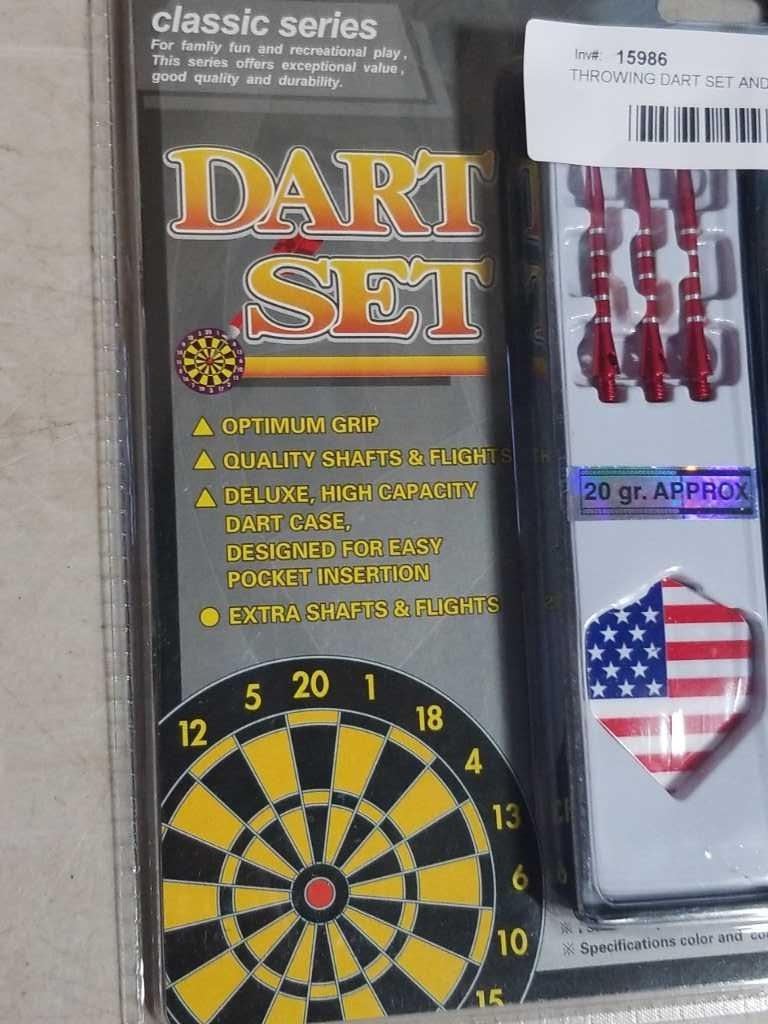 classic series
For famliy fun and recreational play,
This series offers exceptional value,
good quality and durability.
Inv#: 15986
THROWING DART SET AND
DART
SET
OPTIMUM GRIP
QUALITY SHAFTS & FLIGHTS
DELUXE, HIGH CAPACITY
DART CASE,
DESIGNED FOR EASY
POCKET INSERTION
EXTRA SHAFTS & FLIGHTS
20 gr. APPROX
12 5 20 1 18 4 13 6 10 15
※ Specifications color and